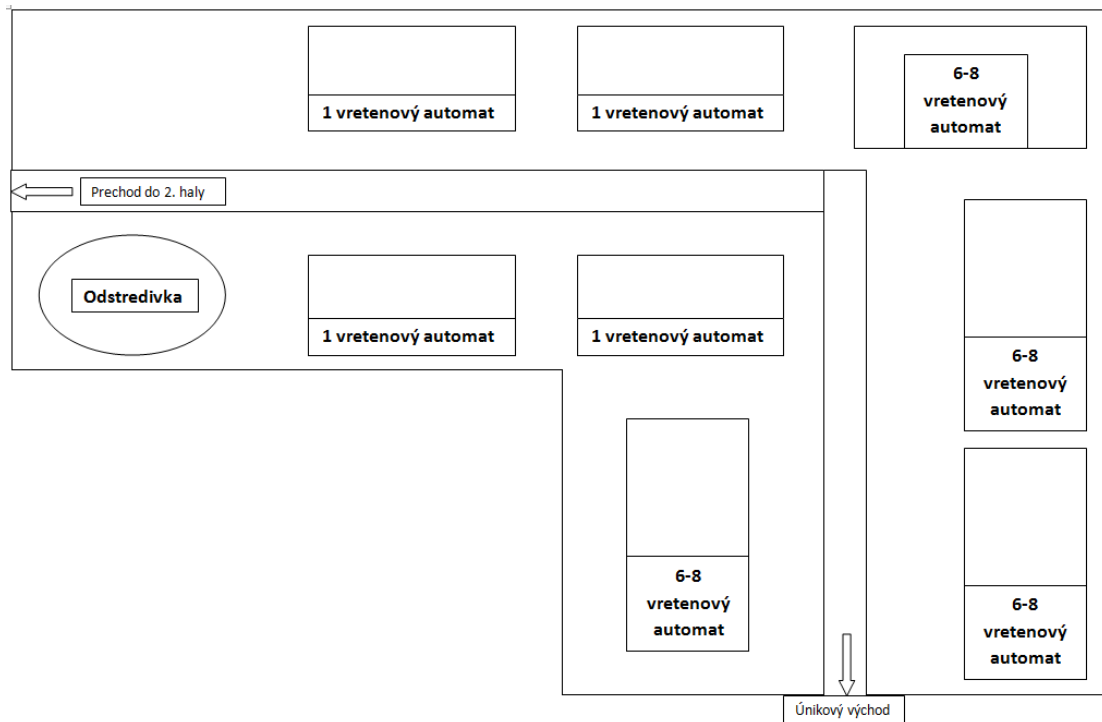 1 vretenový automat
1 vretenový automat
6-8
vretenový
automat
Prechod do 2. haly
Odstredivka
1 vretenový automat
1 vretenový automat
6-8
vretenový
automat
6-8
vretenový
automat
6-8
vretenový
automat
Únikový východ